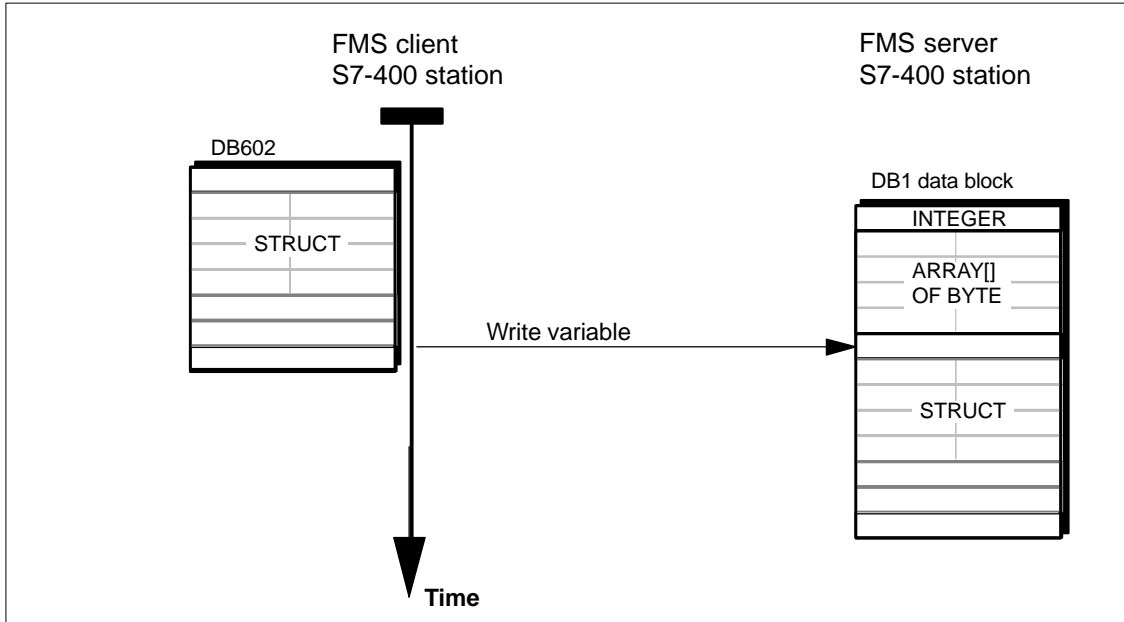 FMS client
S7-400 station
FMS server
S7-400 station
DB602
STRUCT
DB1 data block
INTEGER
ARRAY[]
OF BYTE
Write variable
STRUCT
Time